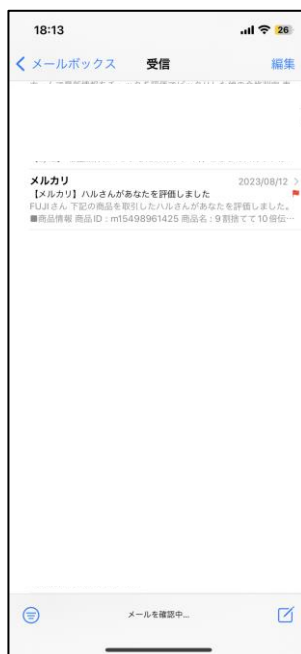 18:13
26
メールボックス 受信 編集
メルカリ 2023/08/12
【メルカリ】ハルさんがあなたを評価しました
FUJIさん 下記の商品を取引したハルさんがあなたを評価しました。
■商品情報 商品ID : m15498961425 商品名 : 9割捨てて10倍伝…
メールを確認中...